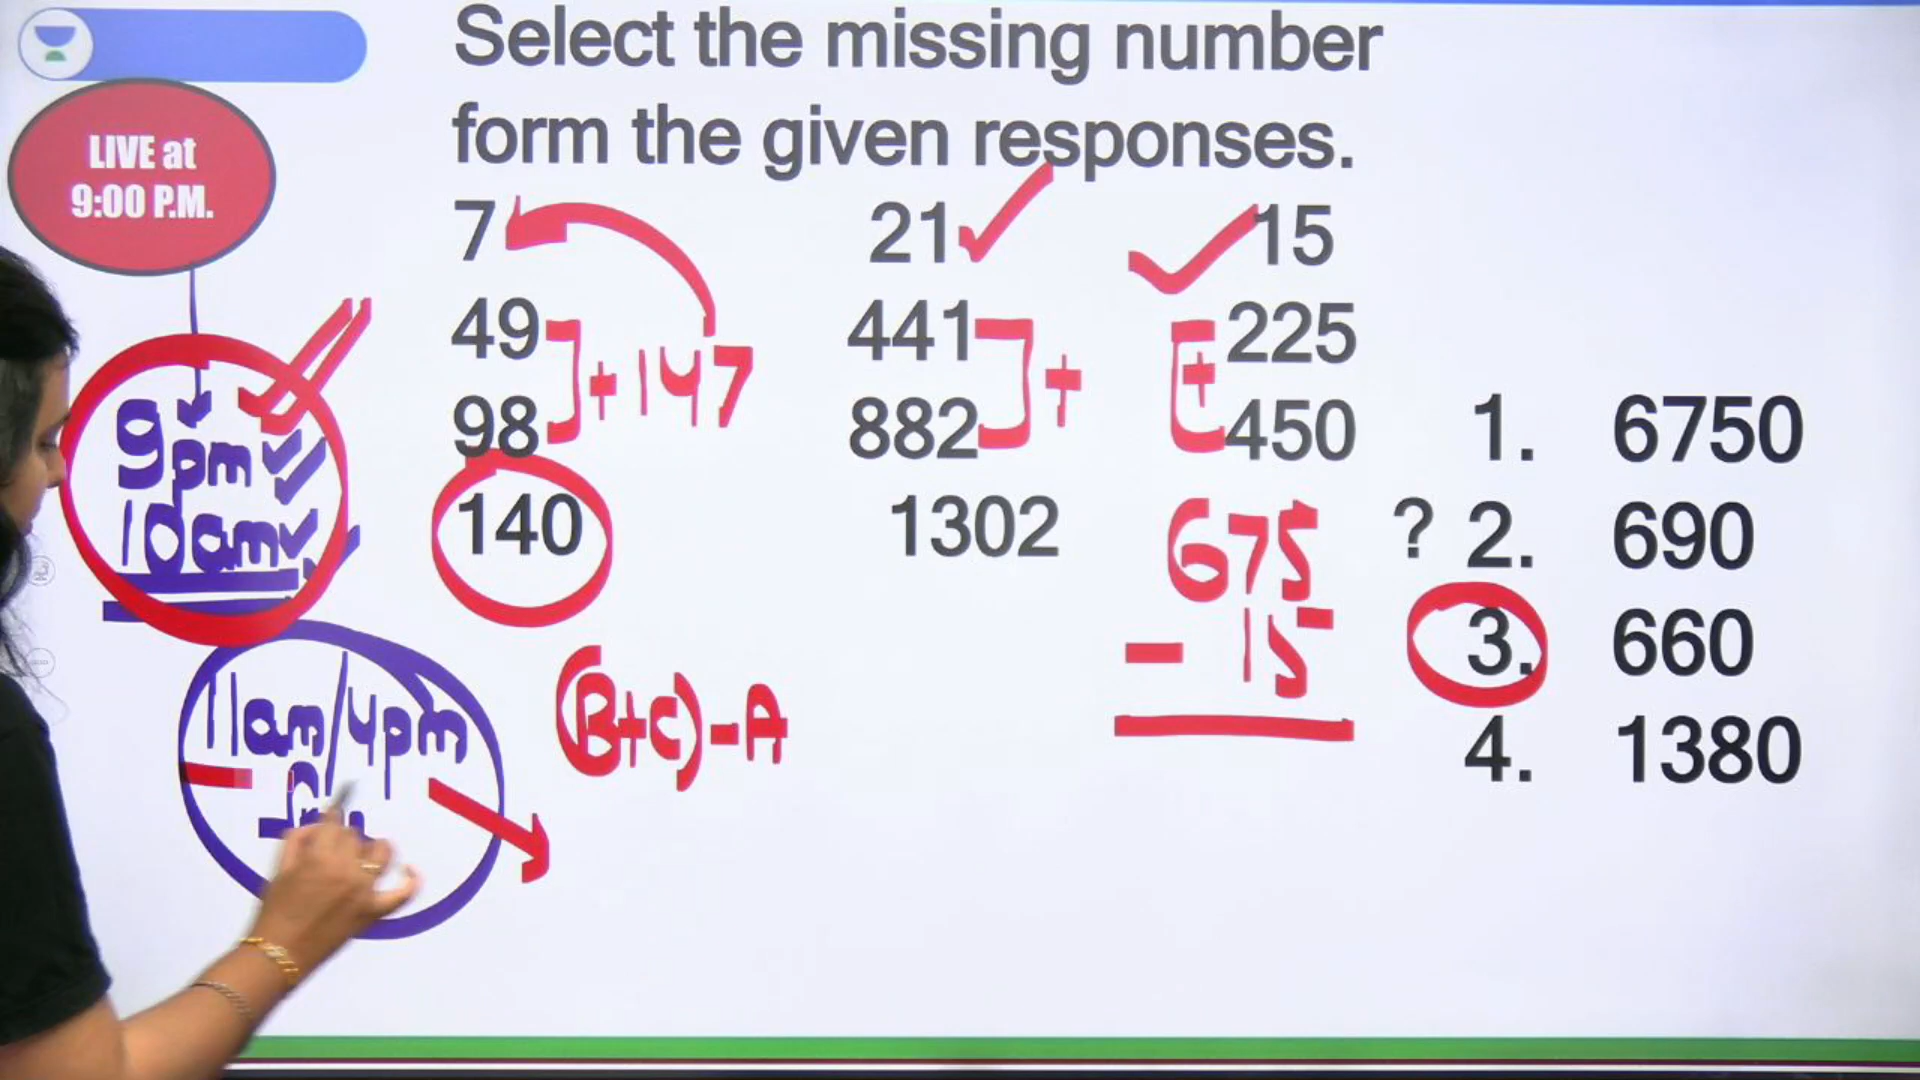 Select the missing number
form the given responses.
LIVE at
9:00 P.M.
7 21 15
49 441 225
+ 147 + +
98 882 450
140 1302 ?
9pm
10am
675
- 15
11am/4pm
(B+C) - A
1. 6750
2. 690
3. 660
4. 1380